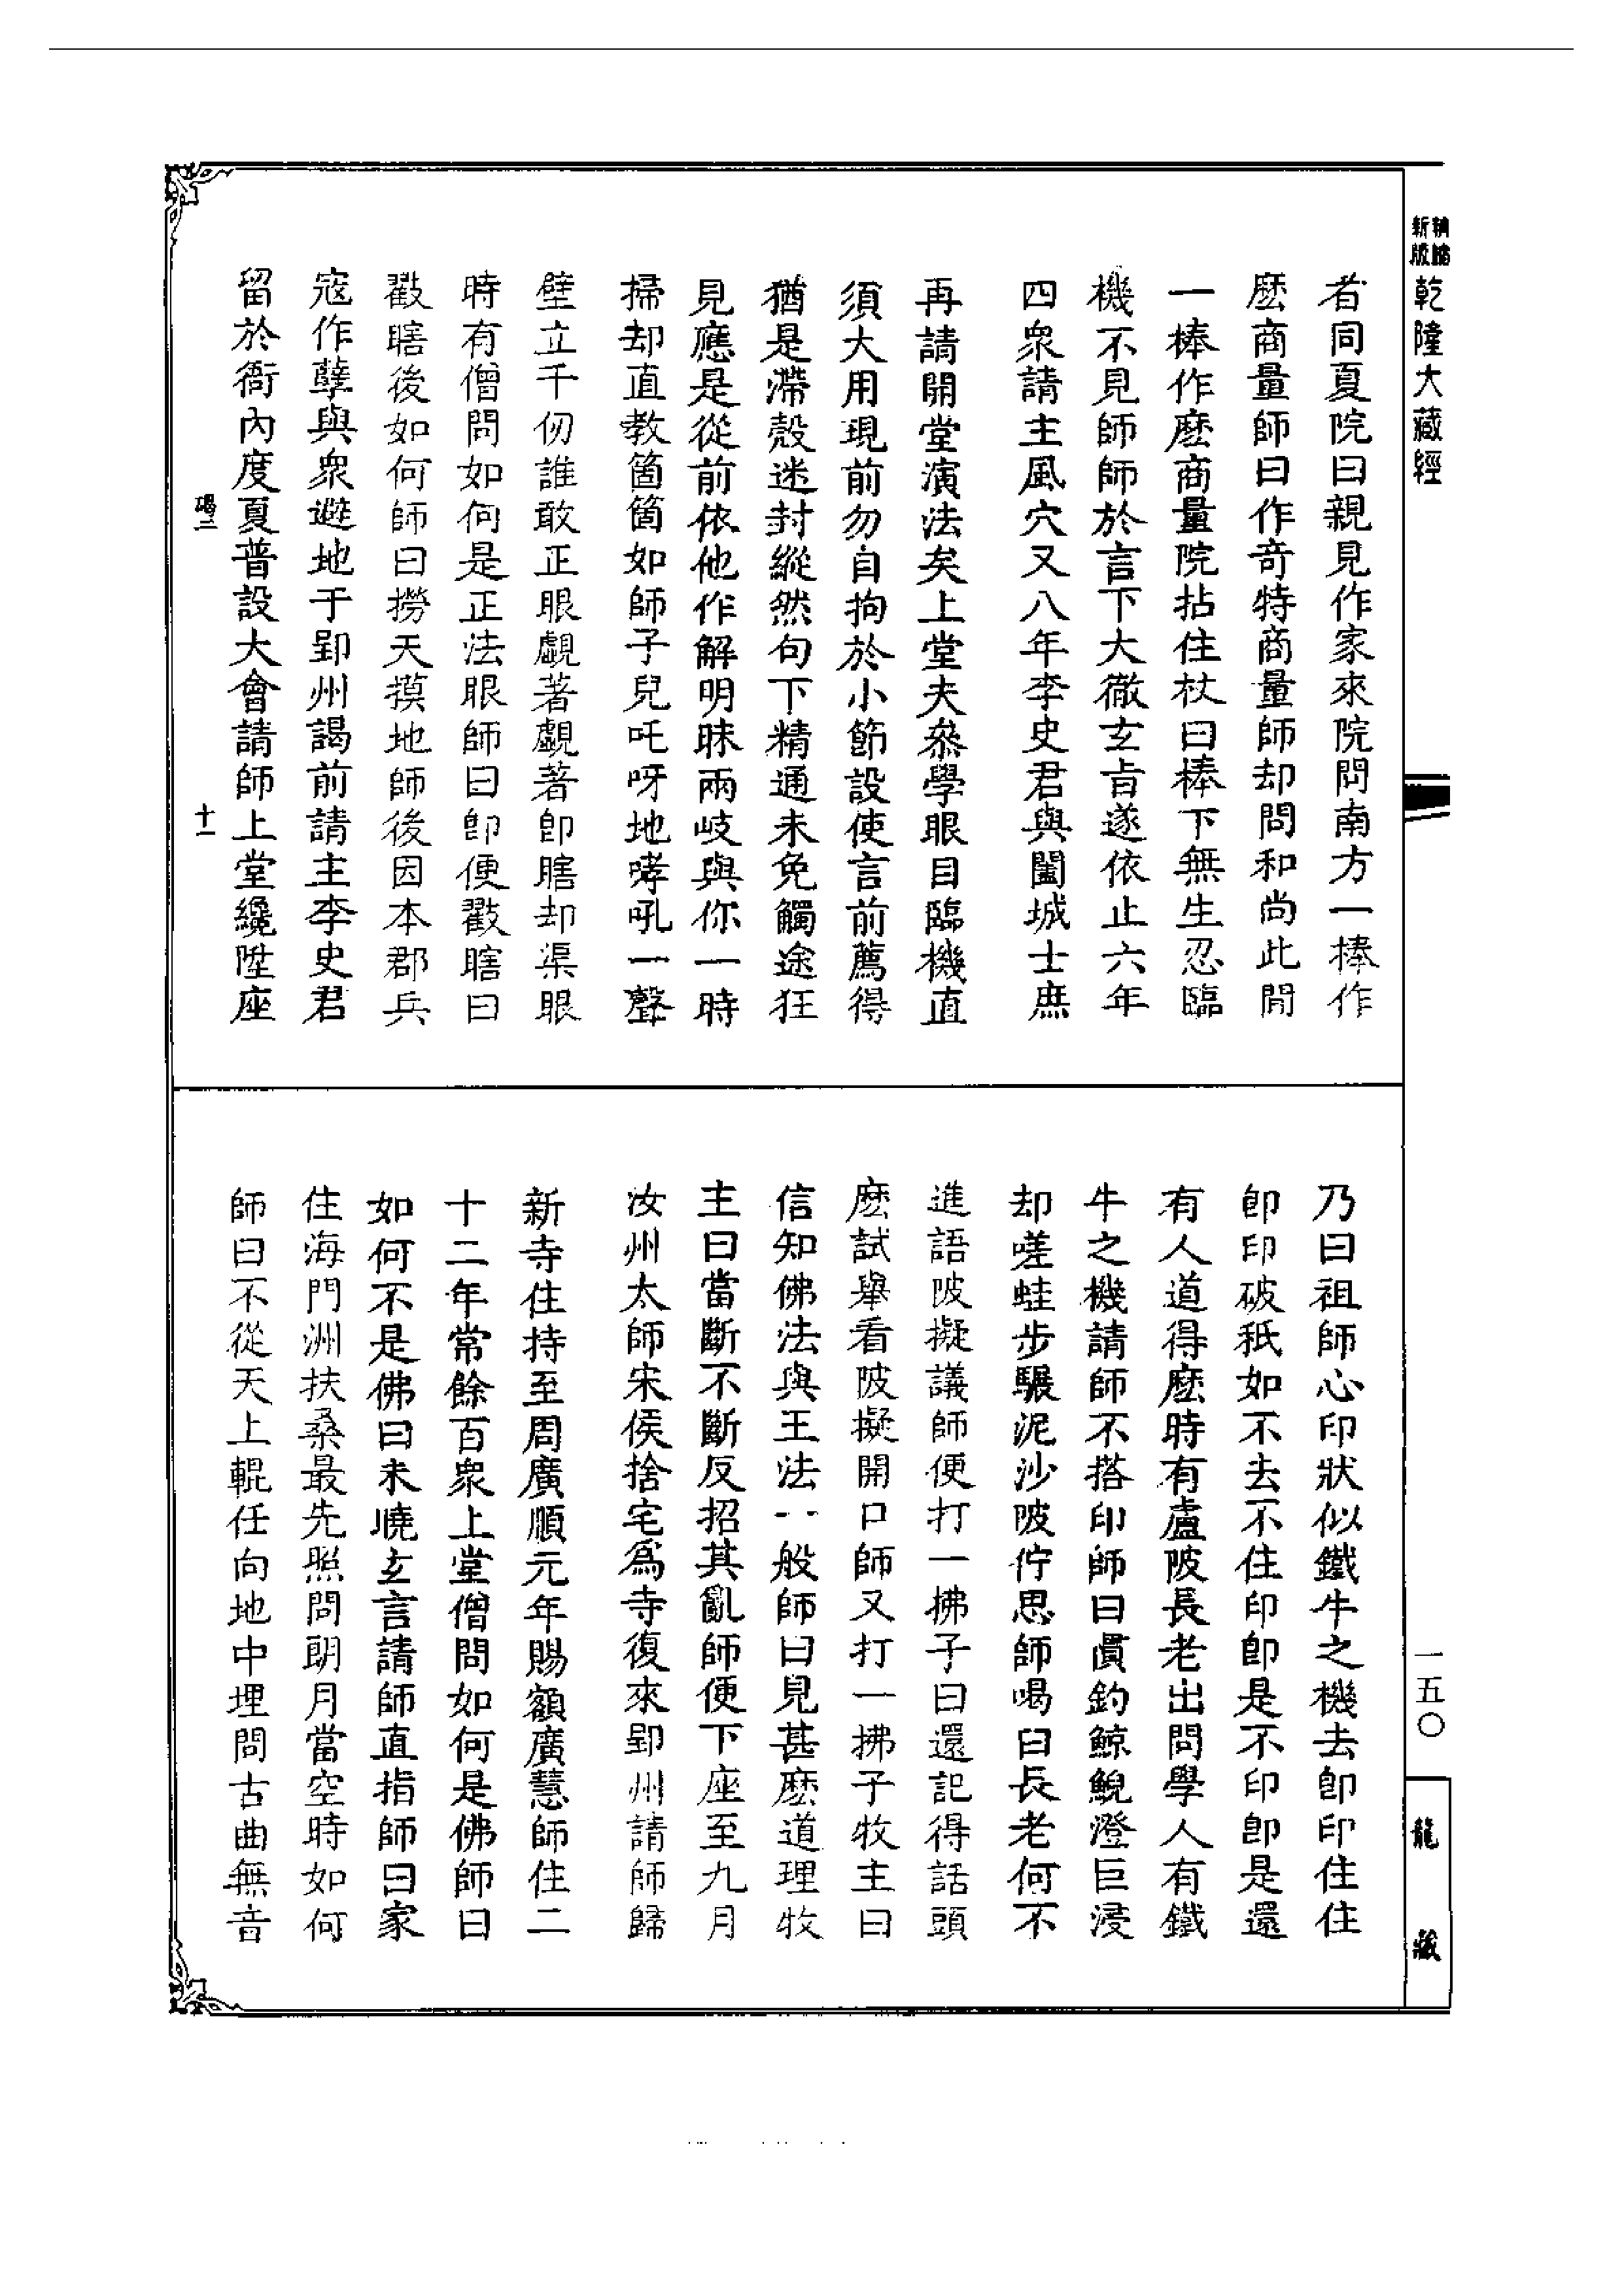 新版
乾隆大藏經
者同夏院曰親見作家來院問南方一棒作
麼商量師曰作奇特商量師却問和尚此間
一棒作麼商量院拈住杖曰棒下無生忍臨
機不見師師於言下大徹玄旨遂依止六年
四衆請主風穴又八年李史君與闔城士庶
再請開堂演法矣上堂夫參學眼目臨機直
須大用現前勿自拘於小節設使言前薦得
猶是滯殼迷封縱然句下精通未免觸途狂
見應是從前依他作解明昧兩岐與你一時
掃却直教箇箇如師子兒吒呀地哮吼一聲
壁立千仞誰敢正眼覷著覷著卽瞎却渠眼
時有僧問如何是正法眼師曰卽便戳瞎曰
戳瞎後如何師曰撈天摸地師後因本郡兵
寇作孽與衆避地于郢州謁前請主李史君
留於衙內度夏普設大會請師上堂纔陞座
碣二
十一
乃曰祖師心印狀似鐵牛之機去卽印住住
卽印破秖如不去不住印卽是不印卽是還
有人道得麼時有盧陂長老出問學人有鐵
牛之機請師不搭印師曰慣釣鯨鯢澄巨浸
却嗟蛙步驟泥沙陂佇思師喝曰長老何不
進語陂擬議師便打一拂子曰還記得話頭
麼試舉看陂擬開口師又打一拂子牧主曰
信知佛法與王法一般師曰見甚麼道理牧
主曰當斷不斷反招其亂師便下座至九月
汝州太師宋侯捨宅爲寺復來郢州請師歸
新寺住持至周廣順元年賜額廣慧師住二
十二年常餘百衆上堂僧問如何是佛師曰
如何不是佛曰未曉玄言請師直指師曰家
住海門洲扶桑最先照問朗月當空時如何
師曰不從天上輥任向地中埋問古曲無音
一五〇
龍藏